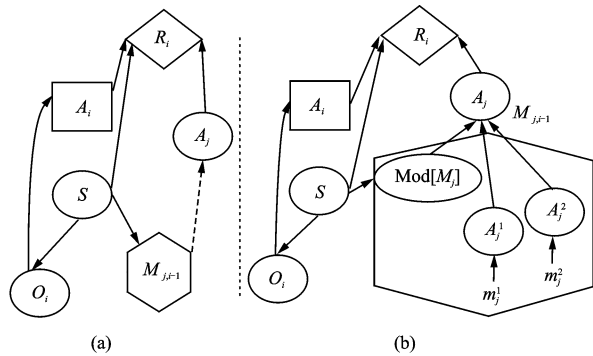 R_i
A_i
A_j
S
M_{j,i-1}
O_i
(a)
R_i
A_i
A_j
M_{j,i-1}
Mod[M_j]
S
A_j^1
A_j^2
m_j^1
m_j^2
O_i
(b)